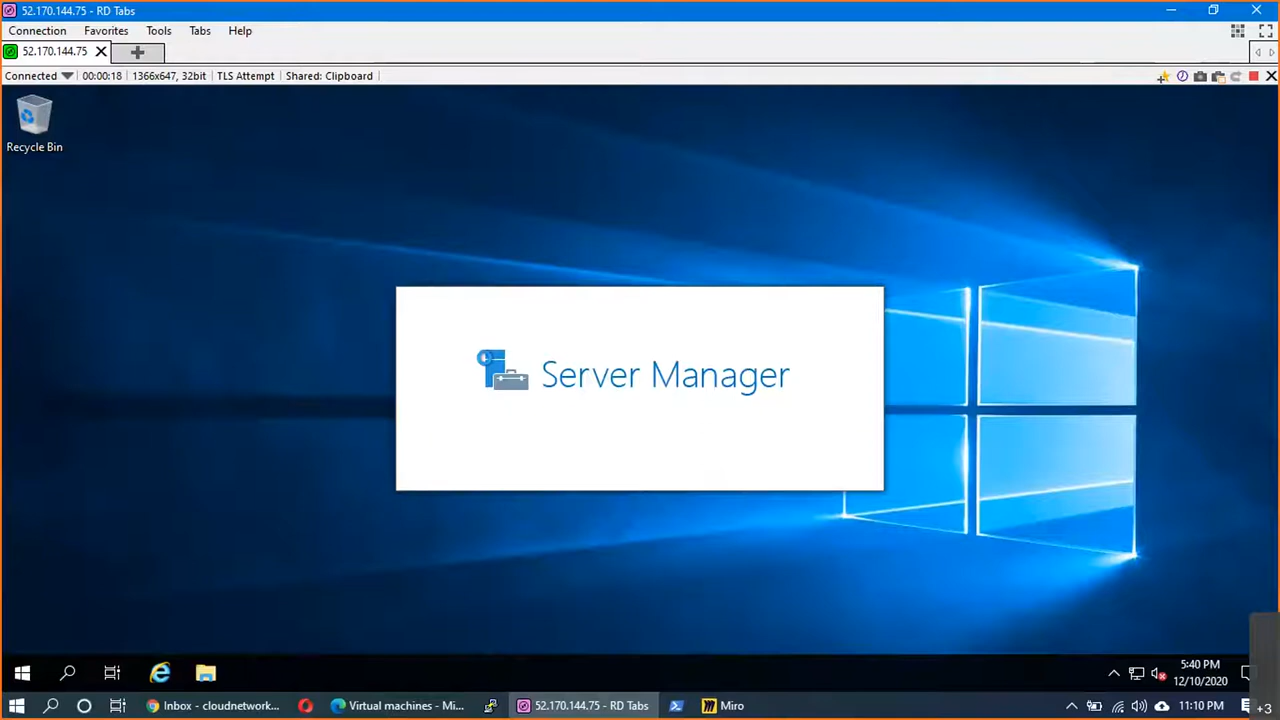 52.170.144.75 - RD Tabs
Connection Favorites Tools Tabs Help
52.170.144.75
Connected 00:00:18 1366x647, 32bit TLS Attempt Shared: Clipboard
Recycle Bin
Server Manager
5:40 PM
12/10/2020
Inbox - cloudnetwork... Virtual machines - Mi... 52.170.144.75 - RD Tabs Miro 11:10 PM
+3